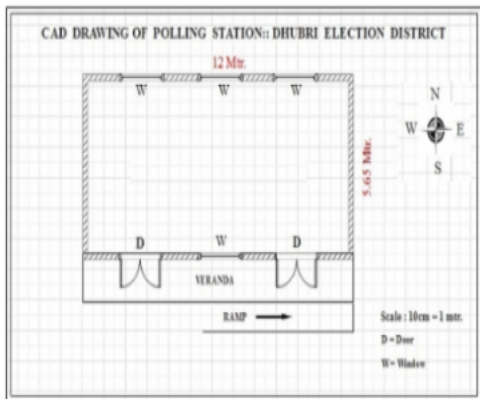 CAD DRAWING OF POLLING STATION:: DHUBRI ELECTION DISTRICT
12 Mtr.
W W W
N
W E
S
5.65 Mtr.
D W D
VERANDA
RAMP
Scale : 10cm = 1 mtr.
D = Door
W= Window